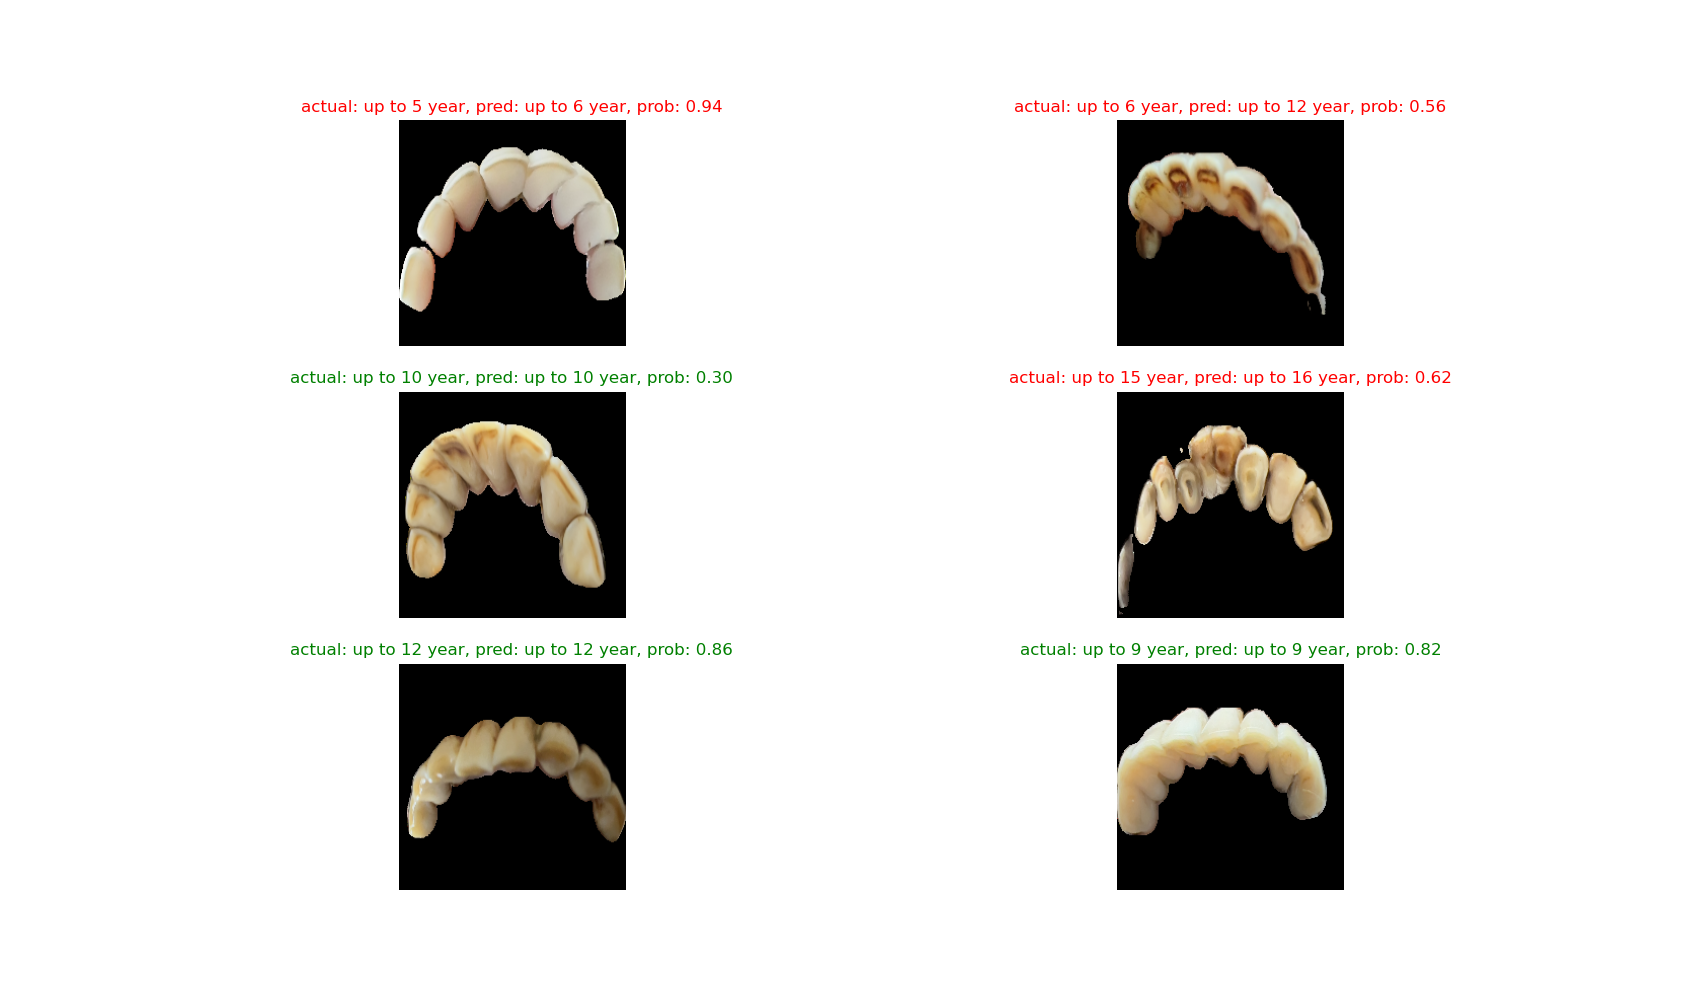 actual: up to 5 year, pred: up to 6 year, prob: 0.94
actual: up to 6 year, pred: up to 12 year, prob: 0.56
actual: up to 10 year, pred: up to 10 year, prob: 0.30
actual: up to 15 year, pred: up to 16 year, prob: 0.62
actual: up to 12 year, pred: up to 12 year, prob: 0.86
actual: up to 9 year, pred: up to 9 year, prob: 0.82